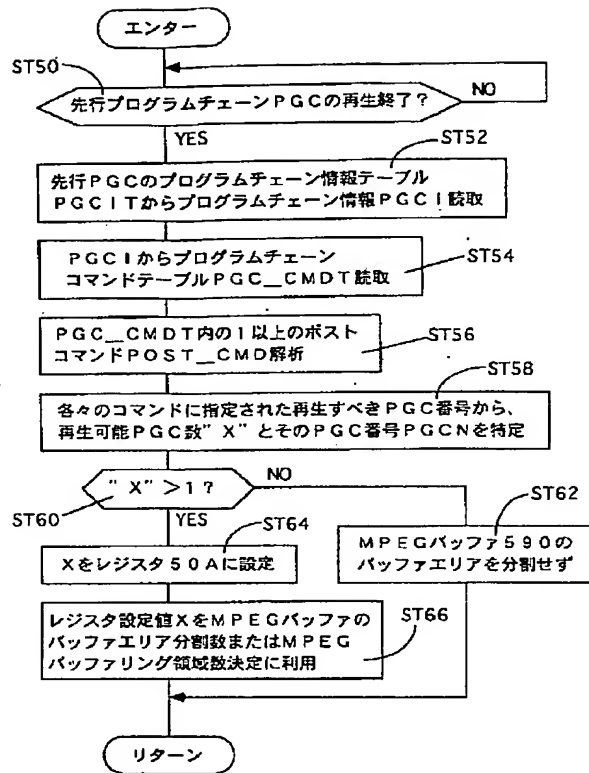 エンター
ST50
先行プログラムチェーンPGCの再生終了？
NO
YES
ST52
先行PGCのプログラムチェーン情報テーブル
PGCITからプログラムチェーン情報PGCI読取
PGCIからプログラムチェーン
コマンドテーブルPGC__CMDT読取
ST54
PGC__CMDT内の1以上のポスト
コマンドPOST__CMD解析
ST56
ST58
各々のコマンドに指定された再生すべきPGC番号から、
再生可能PGC数"X"とそのPGC番号PGCNを特定
"X">1？
NO
ST60
YES
ST64
ST62
Xをレジスタ50Aに設定
MPEGバッファ590の
バッファエリアを分割せず
レジスタ設定値XをMPEGバッファの
バッファエリア分割数またはMPEG
バッファリング領域数決定に利用
ST66
リターン